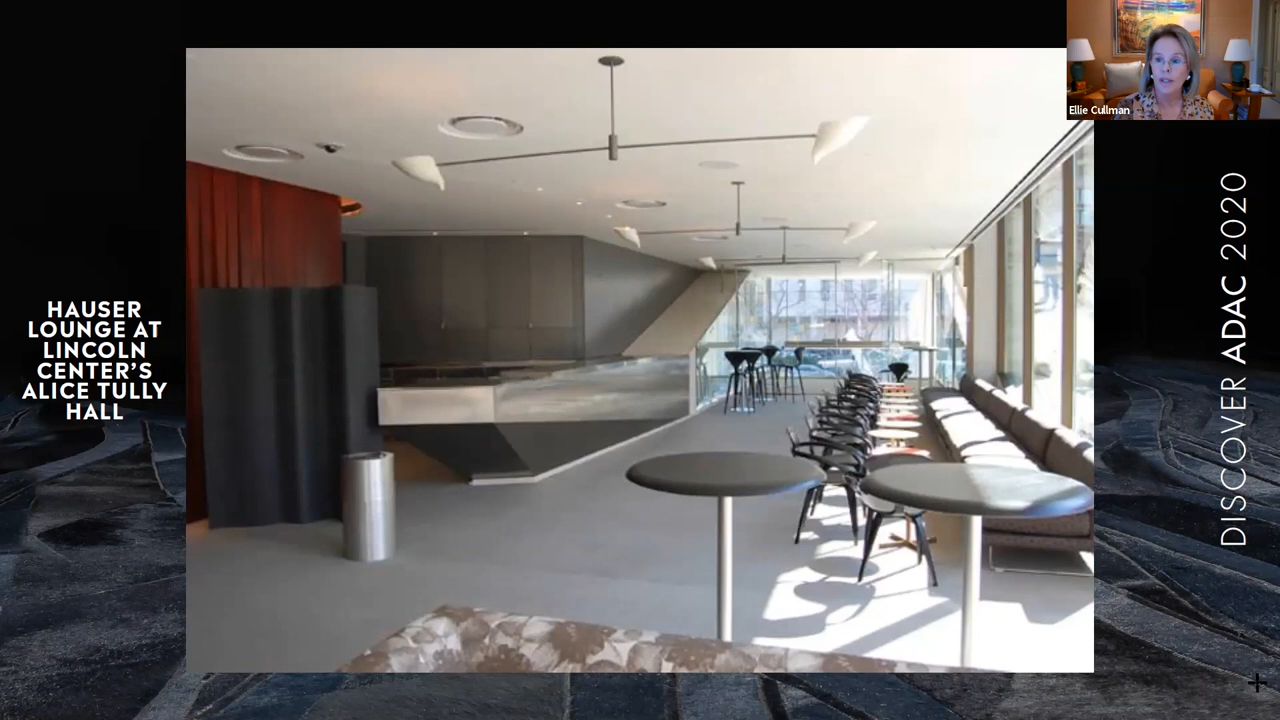 HAUSER
LOUNGE AT
LINCOLN
CENTER'S
ALICE TULLY
HALL
Ellie Cullman
DISCOVER ADAC 2020